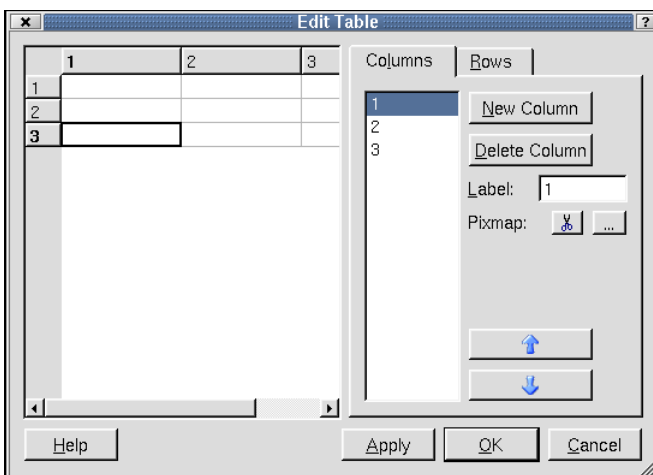 Edit Table
?
1 2 3
1
2
3
Columns Rows
1
2
3
New Column
Delete Column
Label: 1
Pixmap: ...
Help Apply OK Cancel